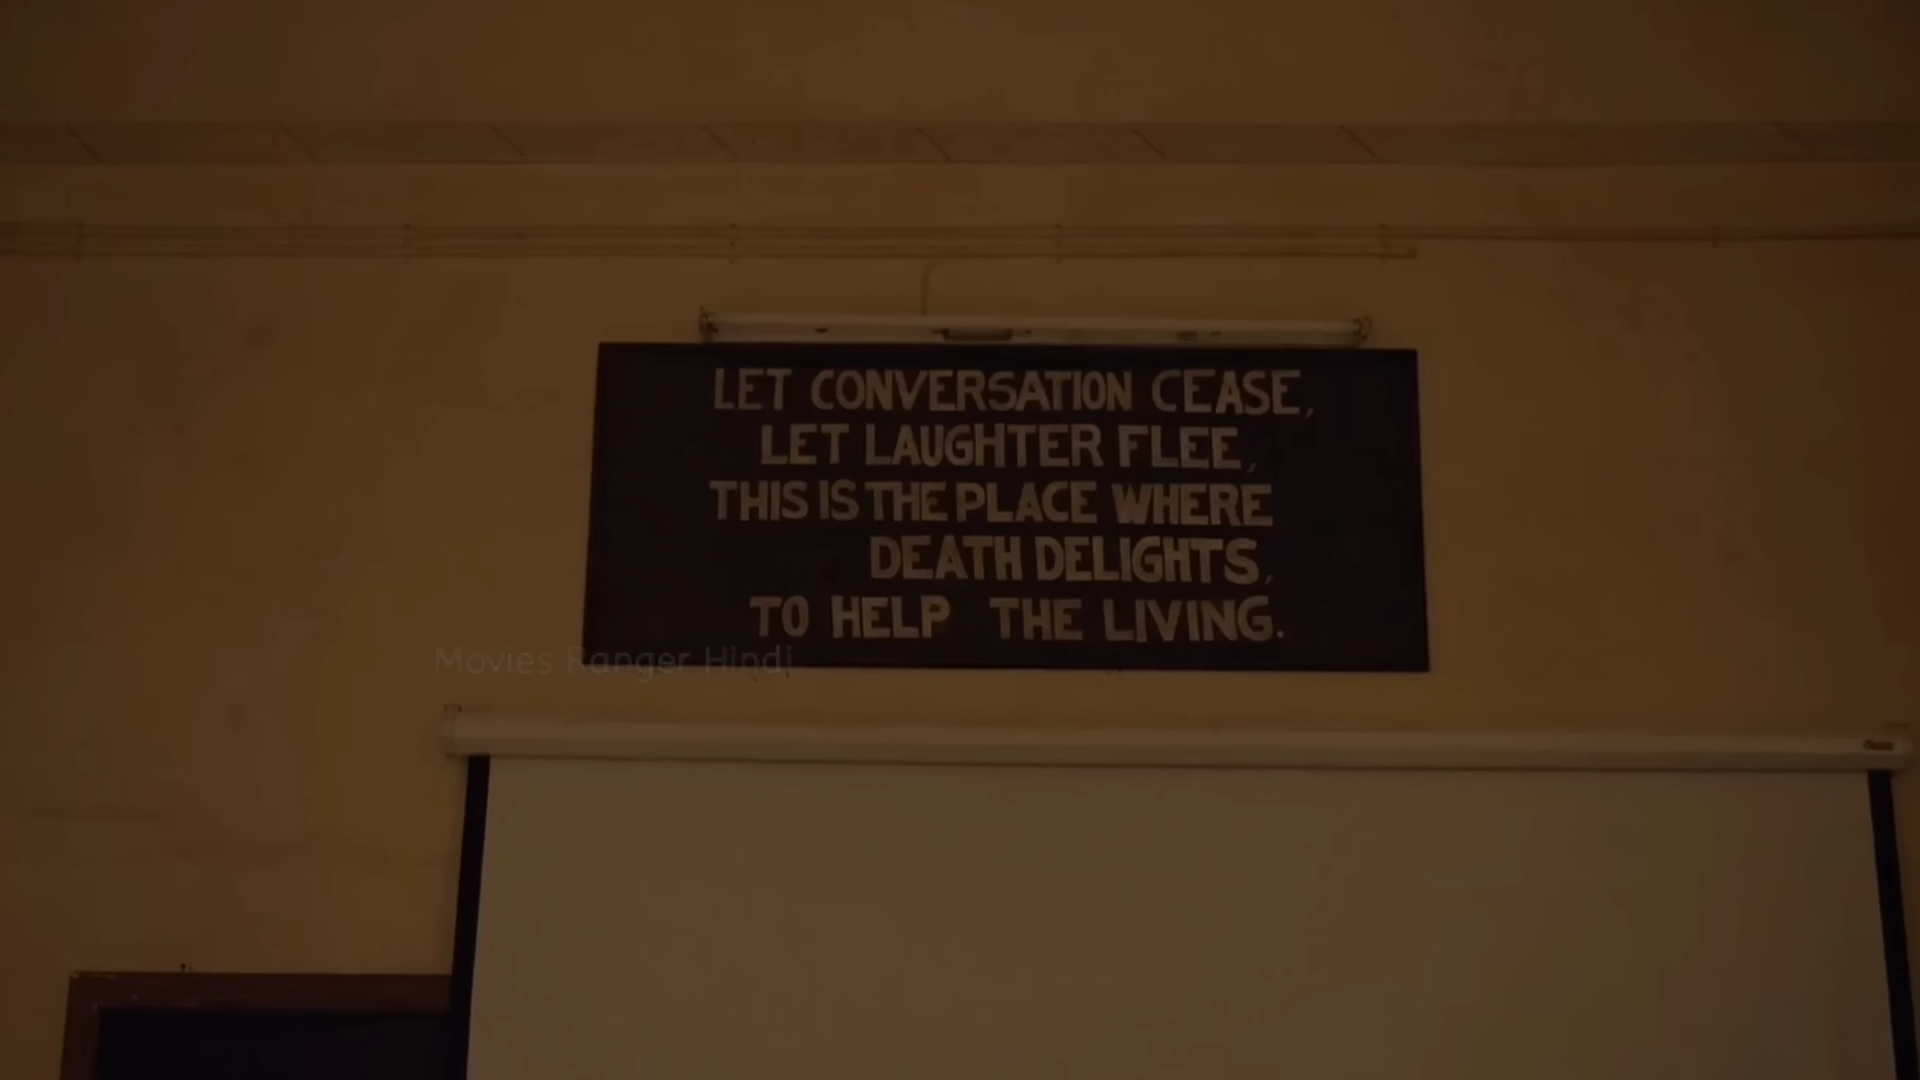 LET CONVERSATION CEASE,
LET LAUGHTER FLEE,
THIS IS THE PLACE WHERE
DEATH DELIGHTS,
TO HELP THE LIVING.
Movies Ranger Hindi